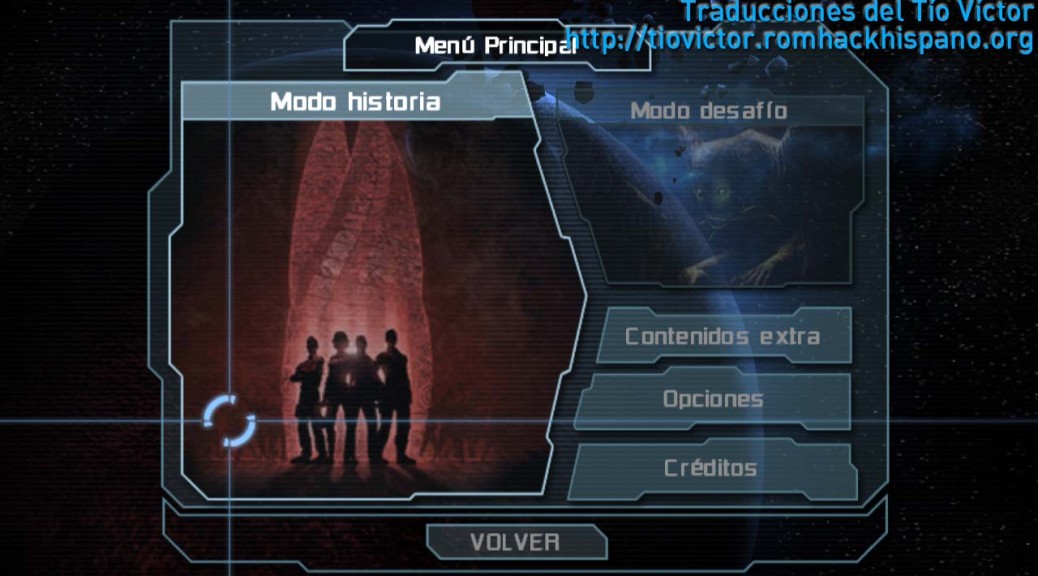 Traducciones del Tío Víctor
http://tiovictor.romhackhispano.org
Menú Principal
Modo historia
Modo desafío
Contenidos extra
Opciones
Créditos
VOLVER